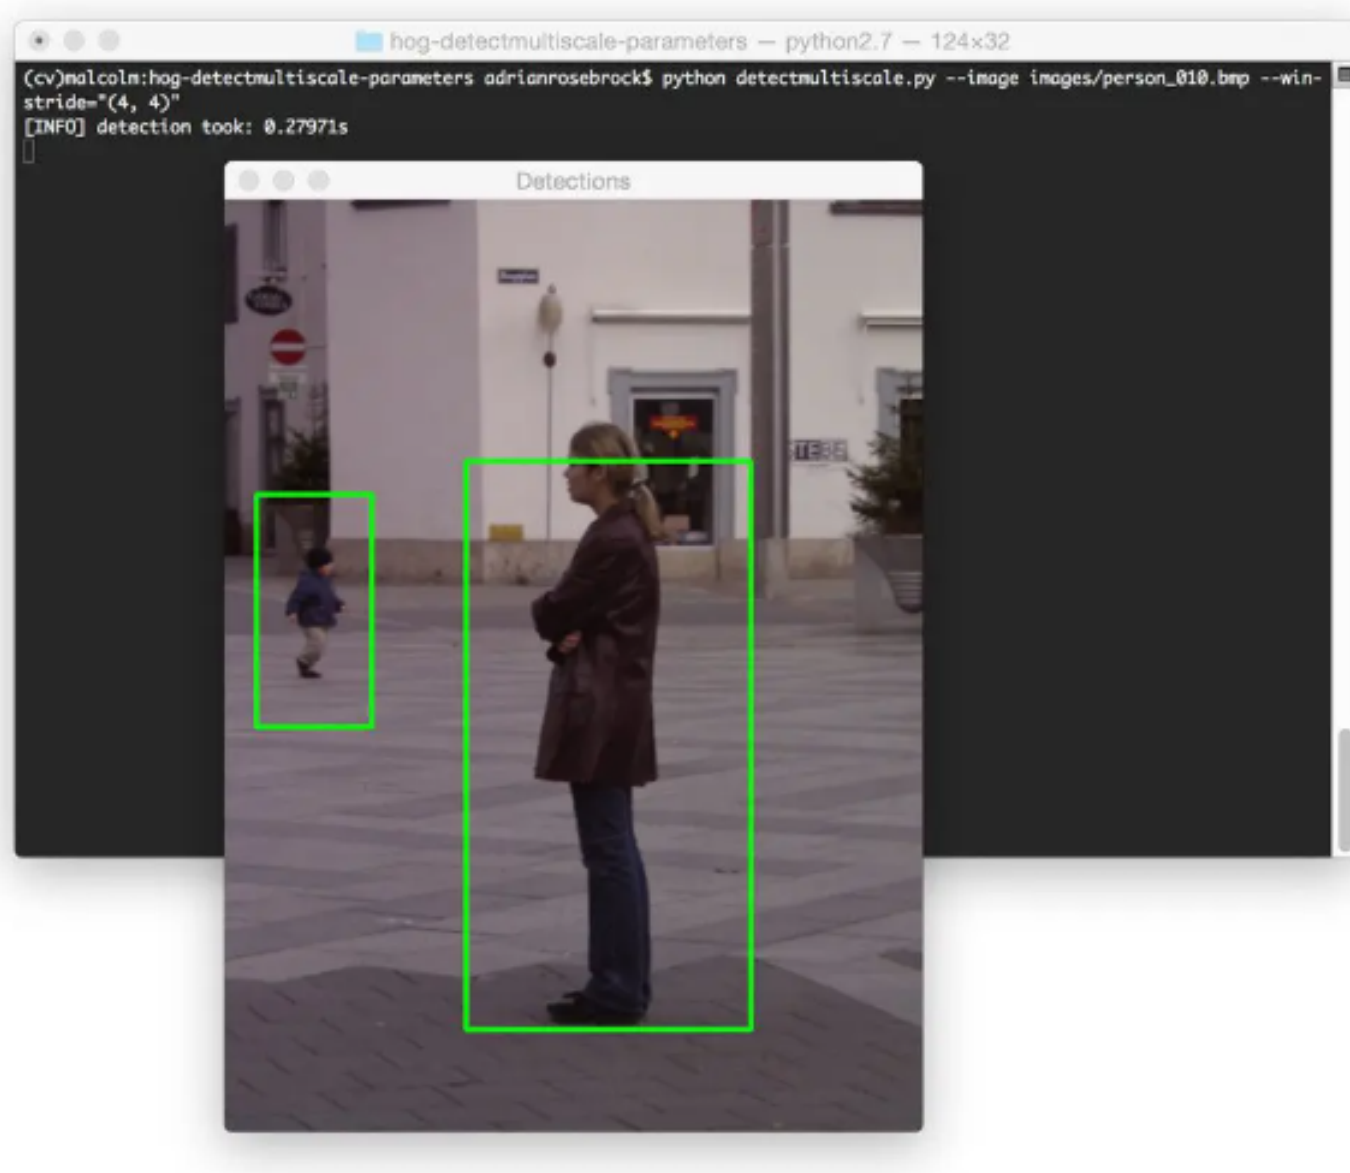 hog-detectmultiscale-parameters — python2.7 — 124×32
(cv)malcolm:hog-detectmultiscale-parameters adrianrosebrock$ python detectmultiscale.py --image images/person_010.bmp --win-
stride="(4, 4)"
[INFO] detection took: 0.27971s
Detections